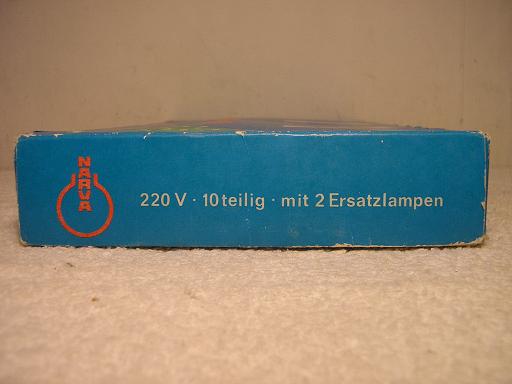 NARVA
220 V · 10teilig · mit 2 Ersatzlampen